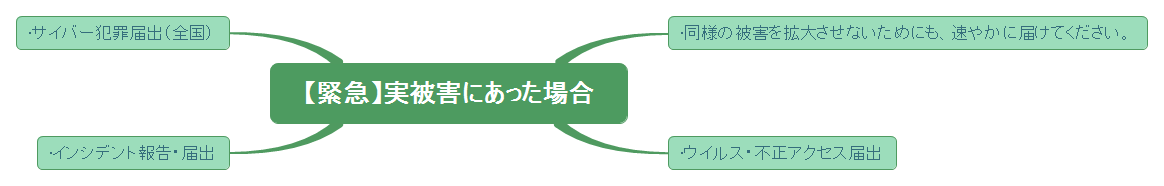 ･サイバー犯罪届出(全国)
･同様の被害を拡大させないためにも、速やかに届けてください。
【緊急】実被害にあった場合
･インシデント報告・届出
･ウイルス・不正アクセス届出